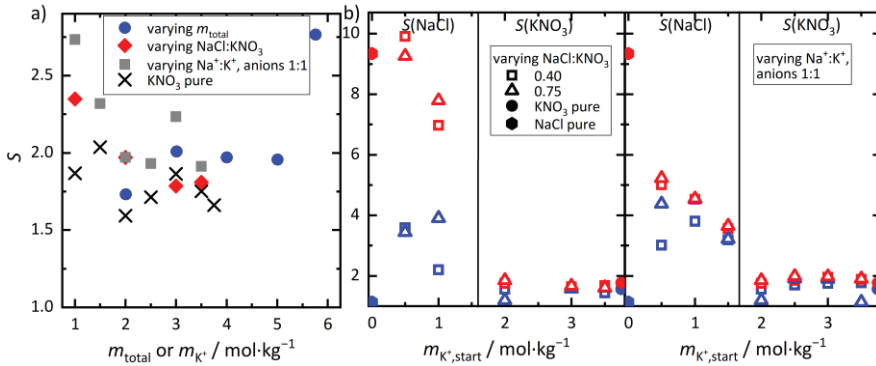 a)
varying m_total
varying NaCl:KNO₃
varying Na⁺:K⁺, anions 1:1
KNO₃ pure
3.0
2.5
2.0
1.5
1.0
S
1 2 3 4 5 6
m_total or m_K⁺ / mol·kg⁻¹
b)
S(NaCl) S(KNO₃)
varying NaCl:KNO₃
0.40
0.75
KNO₃ pure
NaCl pure
10
8
6
4
2
0 1 2 3
m_K⁺,start / mol·kg⁻¹
S(NaCl) S(KNO₃)
varying Na⁺:K⁺,
anions 1:1
0 1 2 3
m_K⁺,start / mol·kg⁻¹